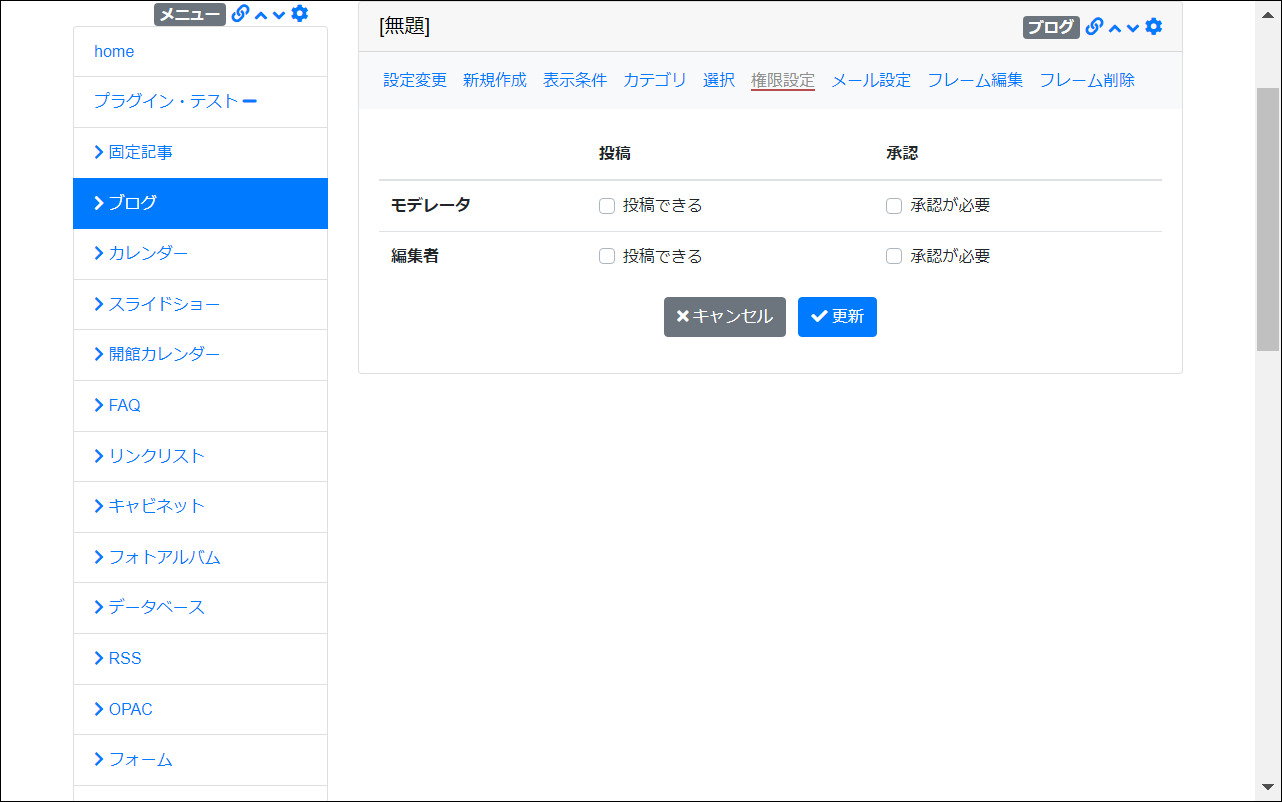 メニュー
home
プラグイン・テスト
固定記事
ブログ
カレンダー
スライドショー
開館カレンダー
FAQ
リンクリスト
キャビネット
フォトアルバム
データベース
RSS
OPAC
フォーム
[無題] ブログ
設定変更 新規作成 表示条件 カテゴリ 選択 権限設定 メール設定 フレーム編集 フレーム削除
投稿 承認
モデレータ 投稿できる 承認が必要
編集者 投稿できる 承認が必要
キャンセル 更新